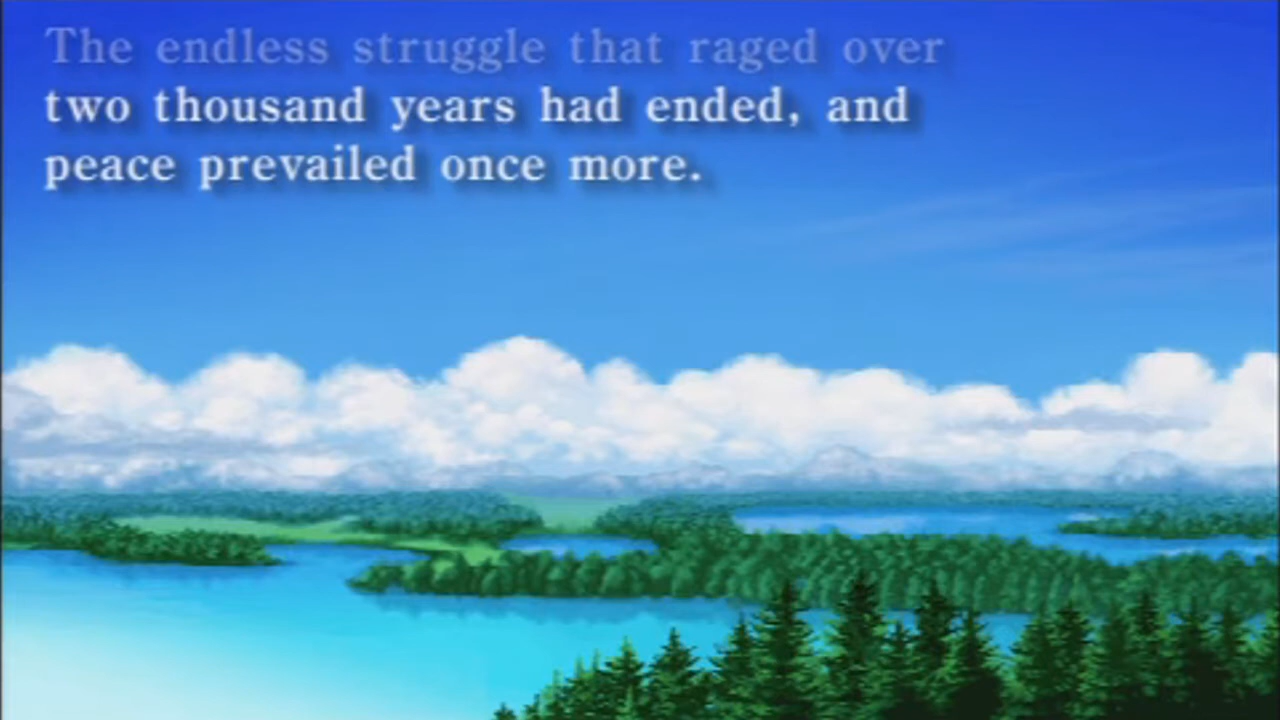 The endless struggle that raged over
two thousand years had ended, and
peace prevailed once more.